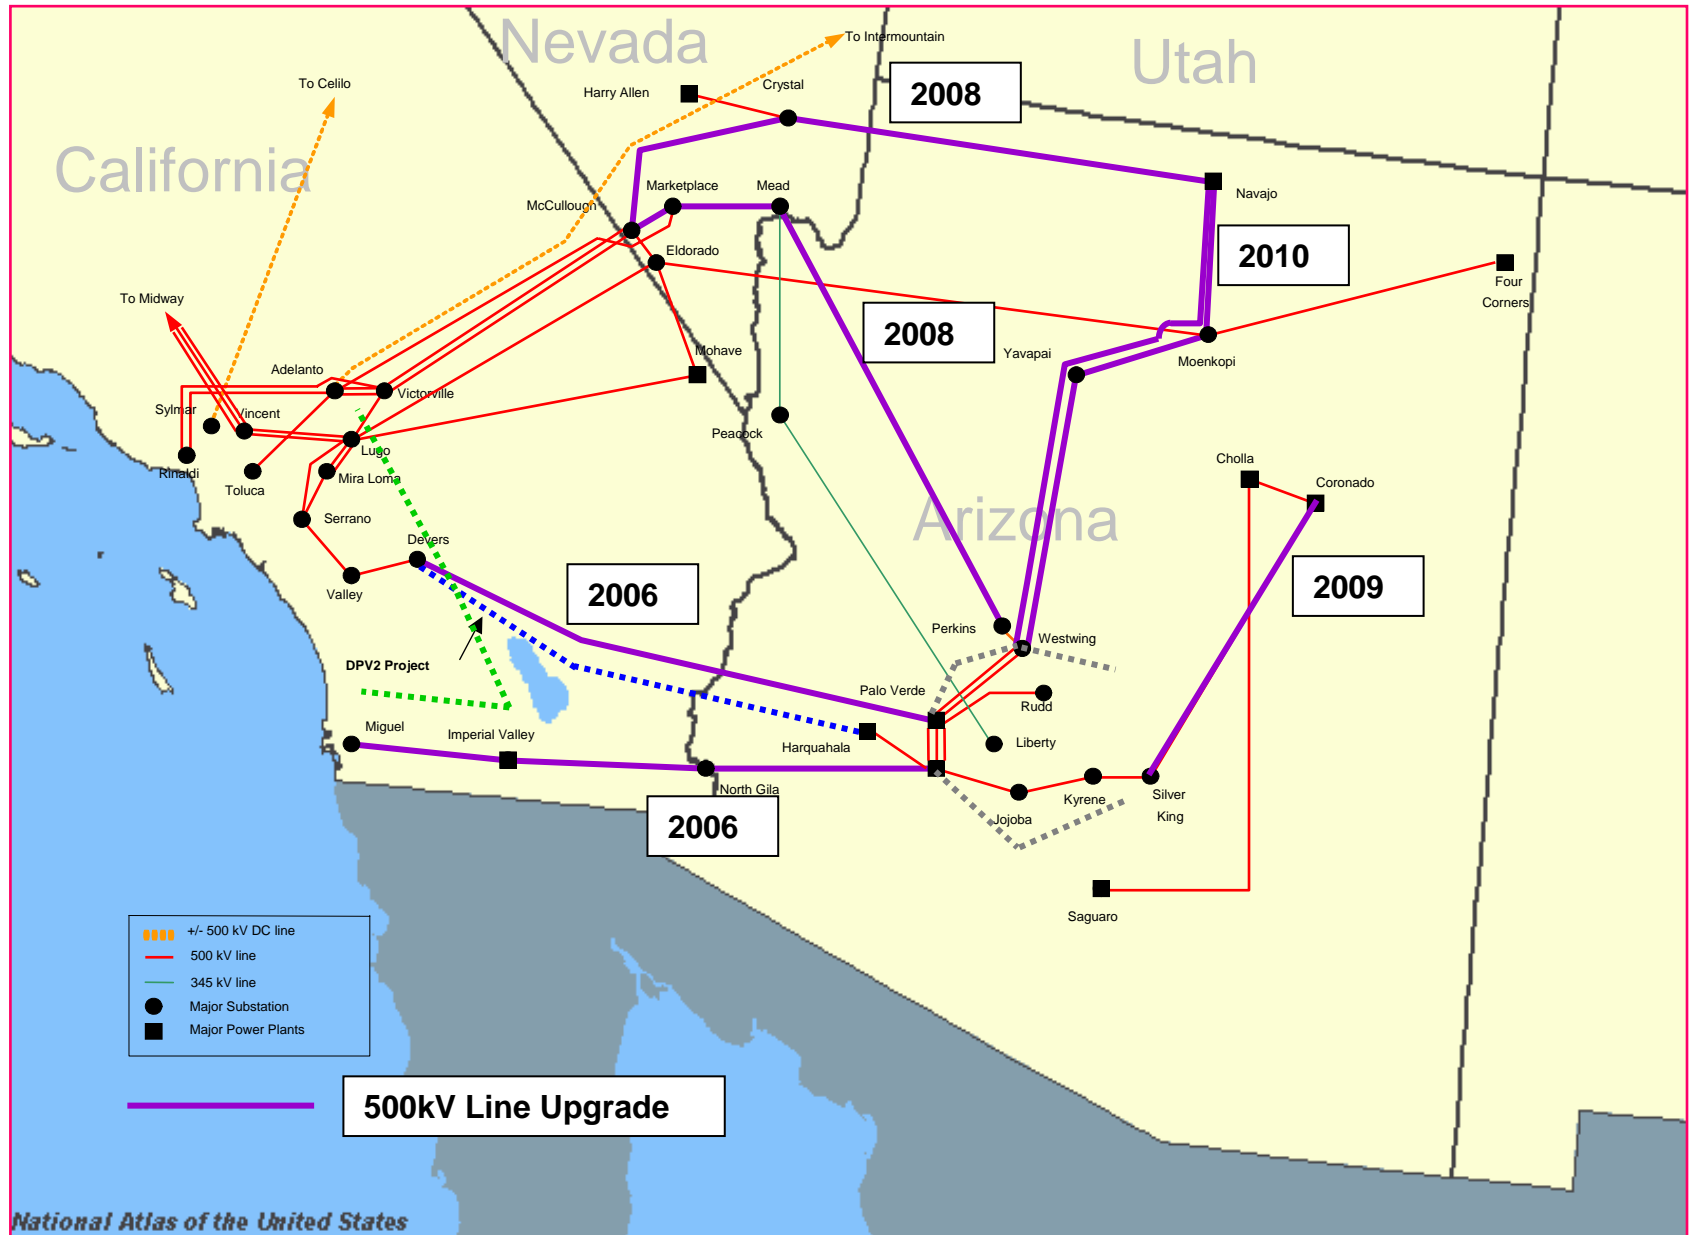 Nevada
To Intermountain
Utah
Harry Allen
Crystal
2008
To Celilo
California
Marketplace
Mead
McCullough
Navajo
Eldorado
2010
To Midway
Four
Corners
2008
Mohave
Yavapai
Moenkopi
Adelanto
Victorville
Sylmar
Vincent
Peacock
Lugo
Rinaldi
Toluca
Mira Loma
Cholla
Coronado
Serrano
Arizona
Devers
Valley
2006
2009
Perkins
Westwing
DPV2 Project
Palo Verde
Rudd
Miguel
Imperial Valley
Harquahala
Liberty
North Gila
Jojoba
Kyrene
Silver
King
2006
Saguaro
+/- 500 kV DC line
500 kV line
345 kV line
Major Substation
Major Power Plants
500kV Line Upgrade
National Atlas of the United States